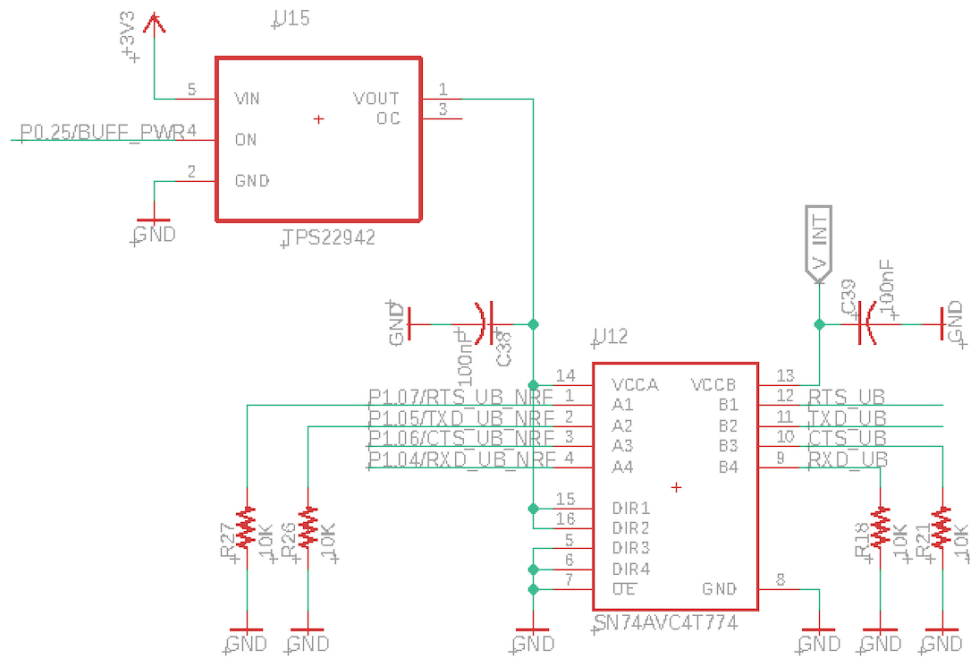 U15
+3V3
5 VIN
VOUT 1
OC 3
P0.25/BUFF_PWR 4 ON
2 GND
GND
TPS22942
V_INT
GND
100nF
C38
C39
100nF
GND
U12
14 VCCA
VCCB 13
P1.07/RTS_UB_NRF 1 A1
B1 12 RTS_UB
P1.05/TXD_UB_NRF 2 A2
B2 11 TXD_UB
P1.06/CTS_UB_NRF 3 A3
B3 10 CTS_UB
P1.04/RXD_UB_NRF 4 A4
B4 9 RXD_UB
15 DIR1
16 DIR2
5 DIR3
6 DIR4
7 OE
GND 8
R27
10K
R26
10K
R18
10K
R21
10K
SN74AVC4T774
GND
GND
GND
GND
GND
GND